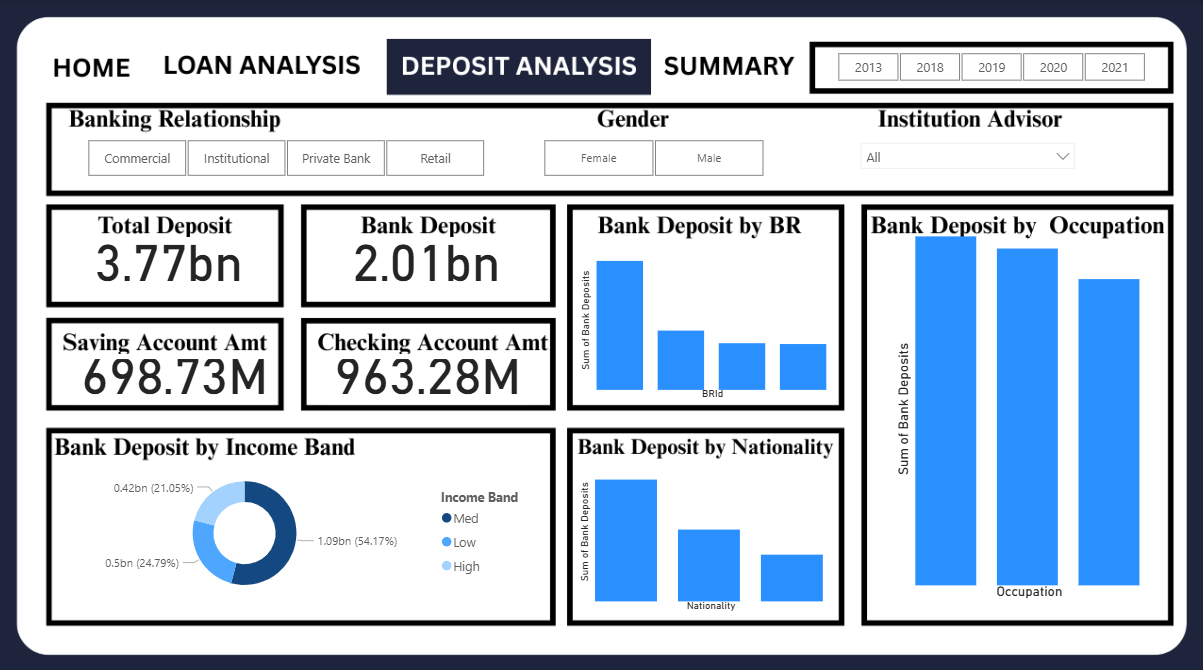 HOME LOAN ANALYSIS DEPOSIT ANALYSIS SUMMARY 2013 2018 2019 2020 2021
Banking Relationship Gender Institution Advisor
Commercial Institutional Private Bank Retail Female Male All
Total Deposit
3.77bn
Bank Deposit
2.01bn
Saving Account Amt
698.73M
Checking Account Amt
963.28M
Bank Deposit by BR
Sum of Bank Deposits
BRId
Bank Deposit by Occupation
Sum of Bank Deposits
Occupation
Bank Deposit by Income Band
0.42bn (21.05%)
1.09bn (54.17%)
0.5bn (24.79%)
Income Band
Med
Low
High
Bank Deposit by Nationality
Sum of Bank Deposits
Nationality